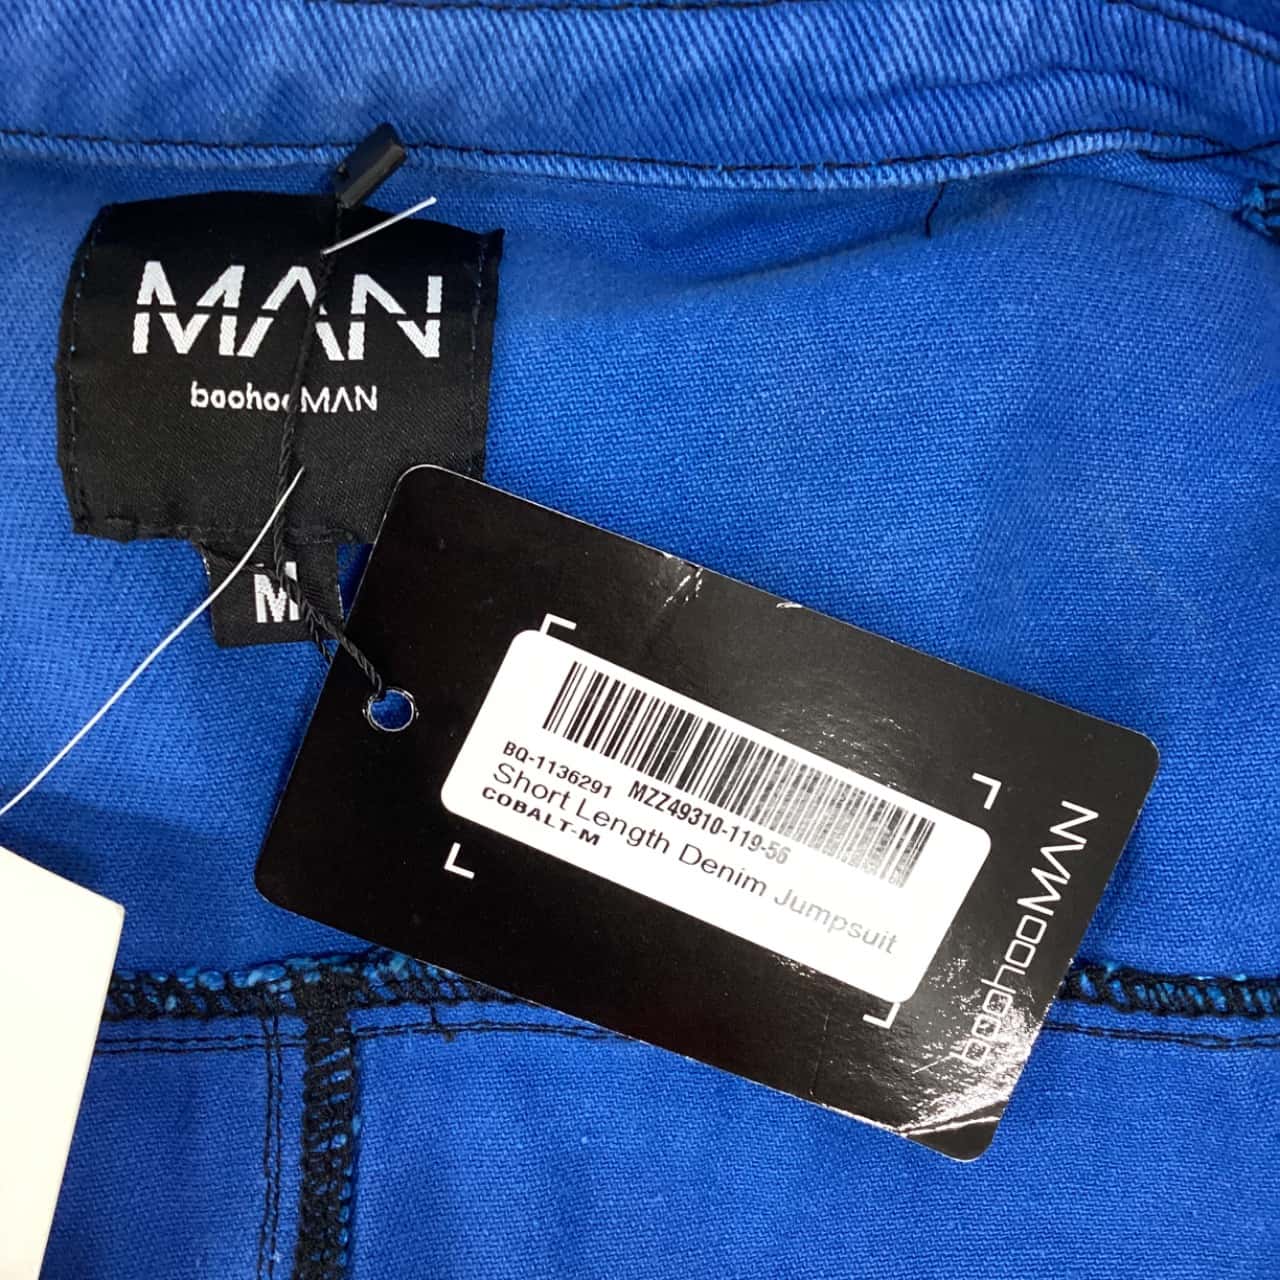 MAN
boohooMAN
M
BQ-1136291 MZZ49310-119-56
Short Length Denim Jumpsuit
COBALT-M
boohooMAN